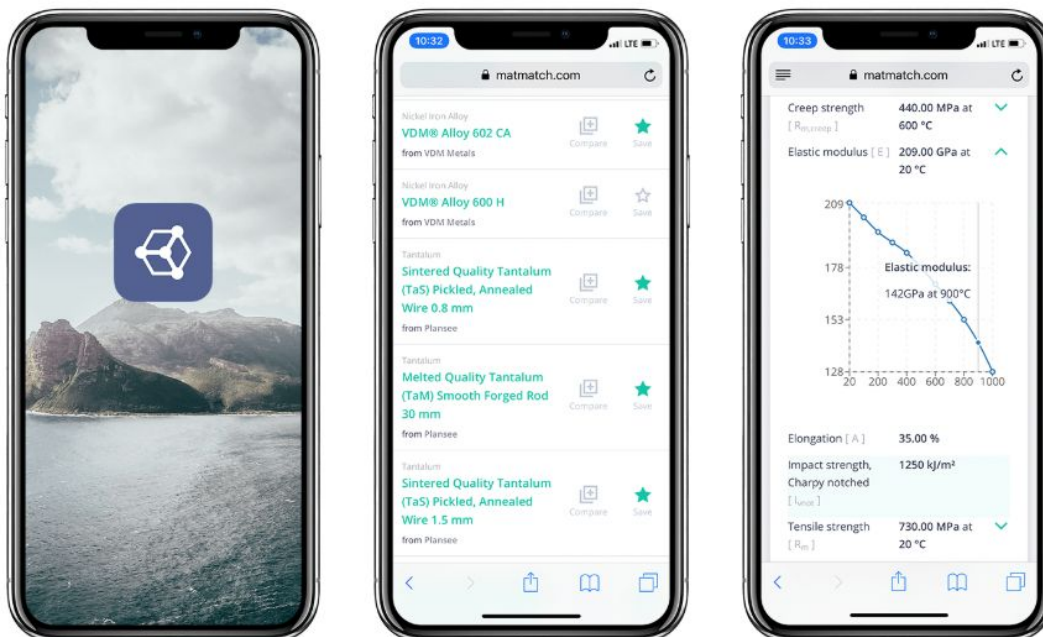 10:32
LTE
matmatch.com
Nickel Iron Alloy
VDM® Alloy 602 CA
from VDM Metals
Compare
Save
Nickel Iron Alloy
VDM® Alloy 600 H
from VDM Metals
Compare
Save
Tantalum
Sintered Quality Tantalum
(TaS) Pickled, Annealed
Wire 0.8 mm
from Plansee
Compare
Save
Tantalum
Melted Quality Tantalum
(TaM) Smooth Forged Rod
30 mm
from Plansee
Compare
Save
Tantalum
Sintered Quality Tantalum
(TaS) Pickled, Annealed
Wire 1.5 mm
from Plansee
Compare
Save
10:33
LTE
matmatch.com
Creep strength 440.00 MPa at
600 °C
Elastic modulus [ E ] 209.00 GPa at
20 °C
209
178
153
128
Elastic modulus:
142GPa at 900°C
20 200 400 600 800 1000
Elongation [ A ] 35.00 %
Impact strength, 1250 kJ/m²
Charpy notched
Tensile strength 730.00 MPa at
[ Rm ] 20 °C